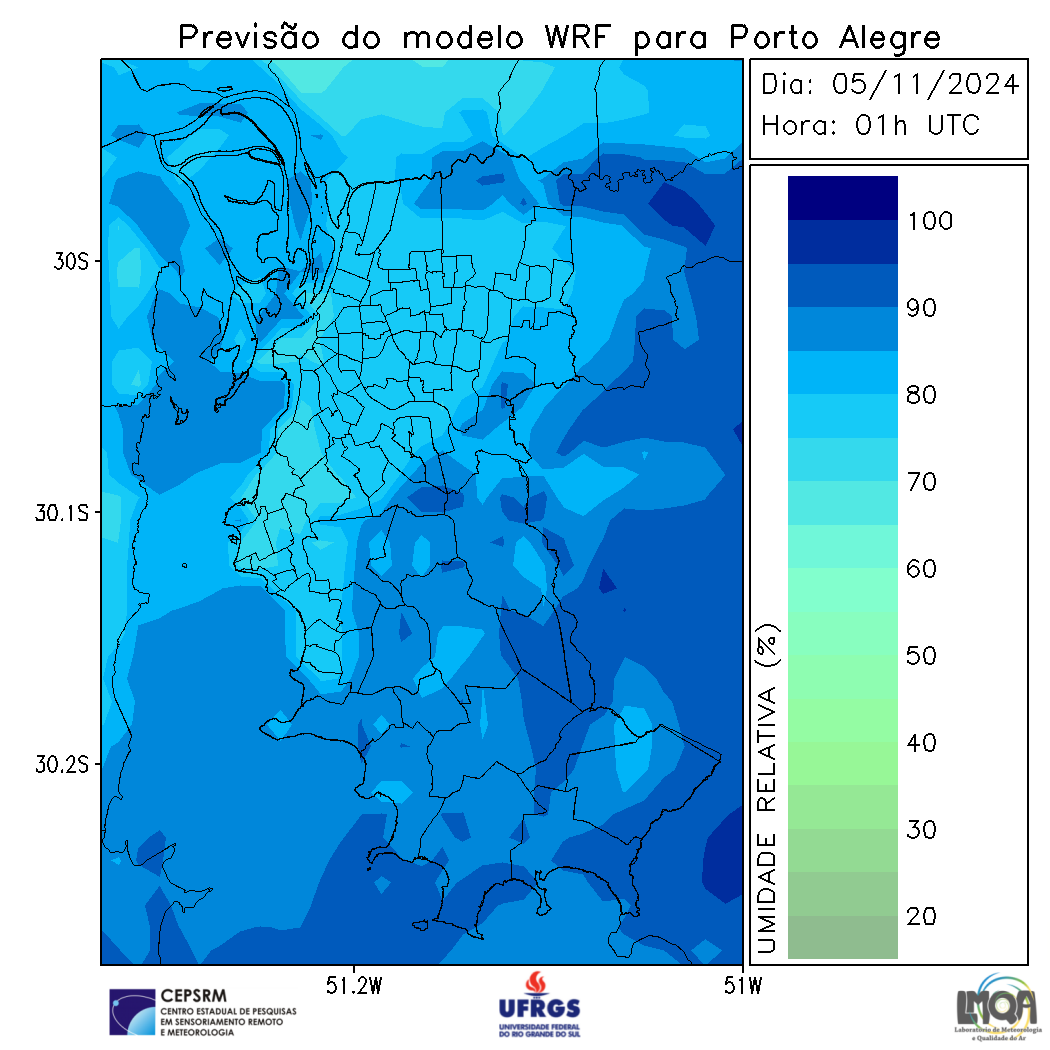 Previsão do modelo WRF para Porto Alegre
Dia: 05/11/2024
Hora: 01h UTC
30S
30.1S
30.2S
51.2W
51W
100
90
80
70
60
50
40
30
20
UMIDADE RELATIVA (%)
CEPSRM
CENTRO ESTADUAL DE PESQUISAS
EM SENSORIAMENTO REMOTO
E METEOROLOGIA
UFRGS
UNIVERSIDADE FEDERAL
DO RIO GRANDE DO SUL
LMQA
Laboratório de Meteorologia
e Qualidade do Ar